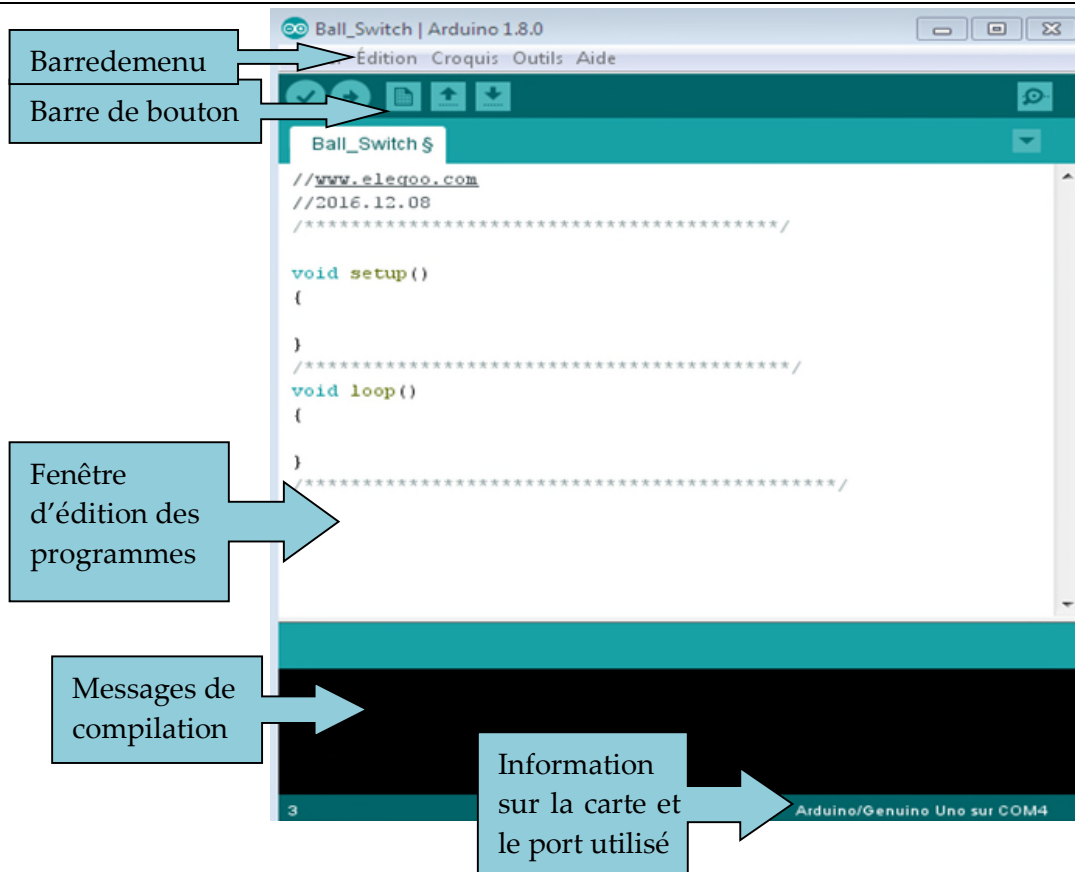 Ball_Switch | Arduino 1.8.0
Barredemenu
Édition Croquis Outils Aide
Barre de bouton
Ball_Switch §
//www.elegoo.com
//2016.12.08
/*****************************************/
void setup()
{
}
/******************************************/
void loop()
{
}
/**********************************************/
Fenêtre
d’édition des
programmes
Messages de
compilation
Information
sur la carte et
le port utilisé
3
Arduino/Genuino Uno sur COM4